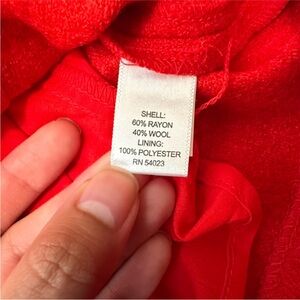 SHELL:
60% RAYON
40% WOOL
LINING:
100% POLYESTER
RN 54023